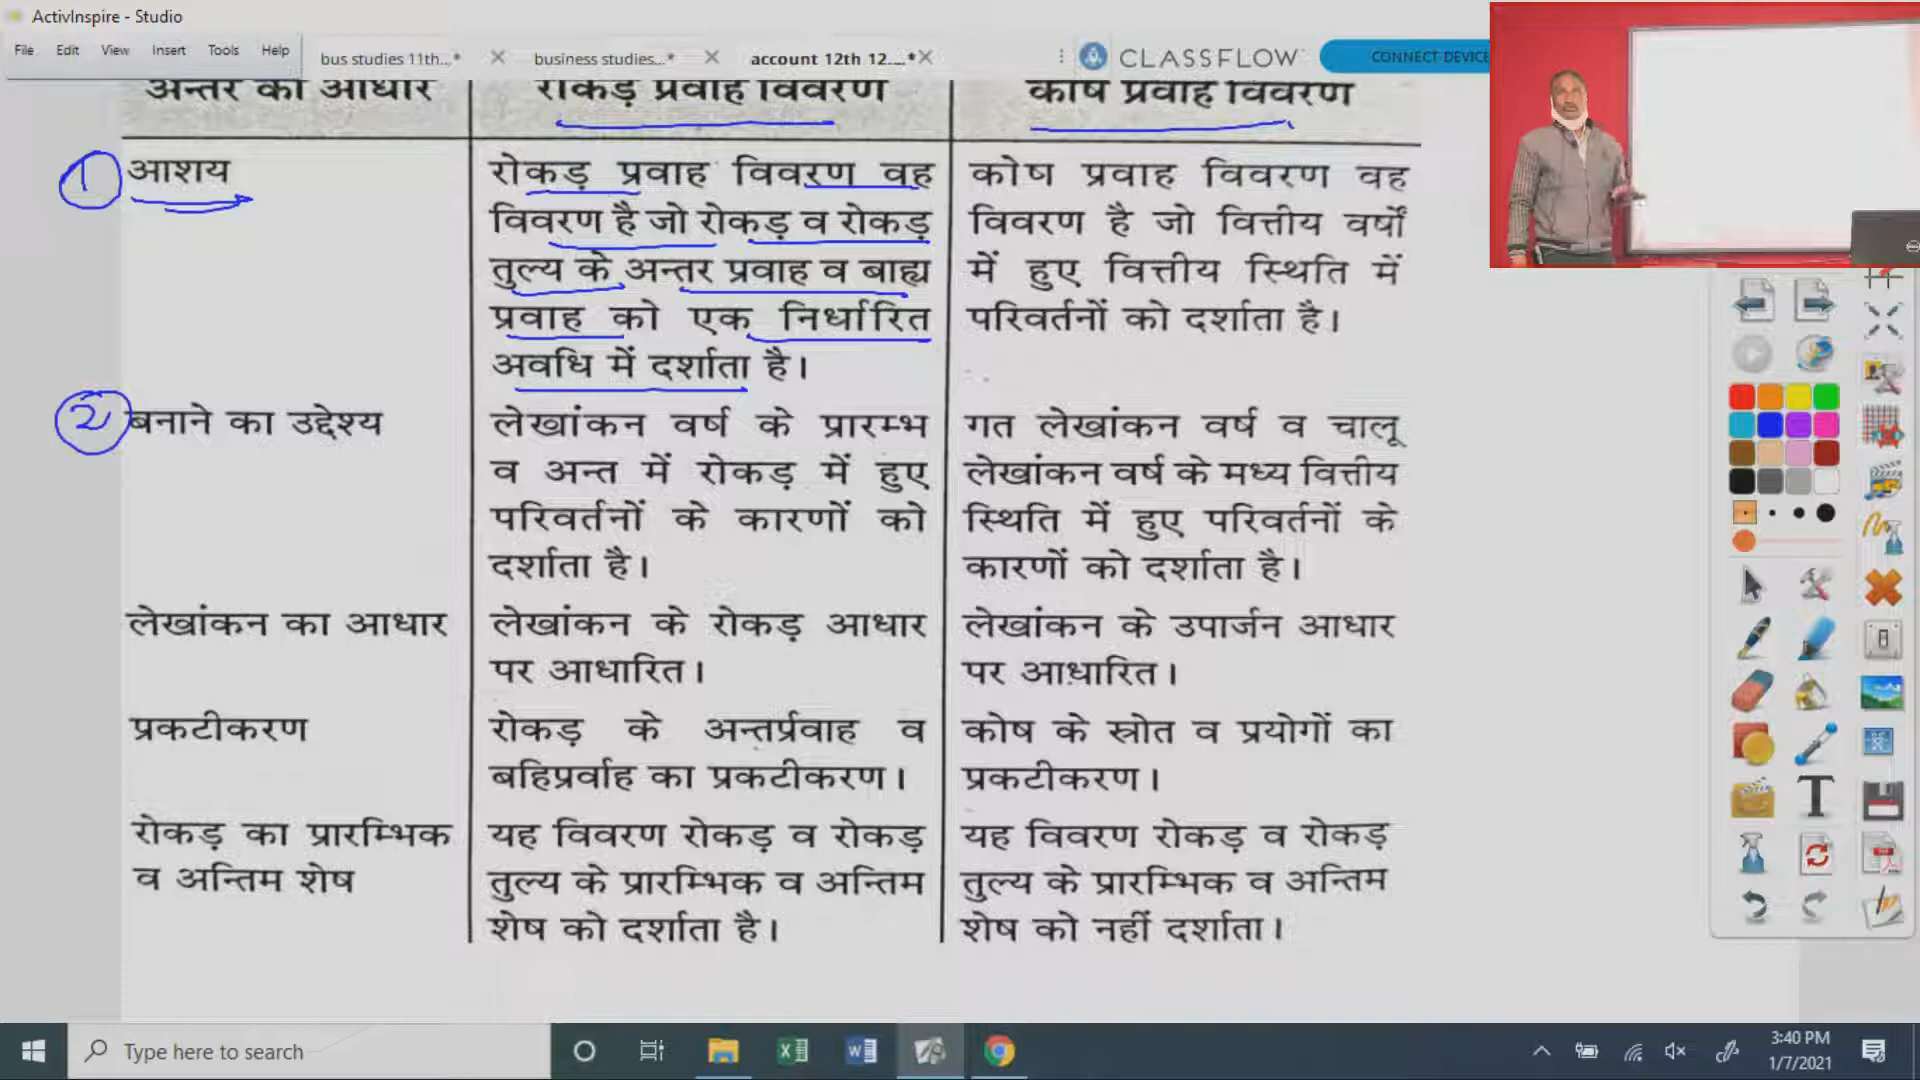 ActivInspire - Studio
File Edit View Insert Tools Help
bus studies 11th...* business studies...* account 12th 12....*
CLASSFLOW
CONNECT DEVICE
अन्तर का आधार रोकड़ प्रवाह विवरण कोष प्रवाह विवरण
1 आशय
रोकड़ प्रवाह विवरण वह
विवरण है जो रोकड़ व रोकड़
तुल्य के अन्तर प्रवाह व बाह्य
प्रवाह को एक निर्धारित
अवधि में दर्शाता है।
कोष प्रवाह विवरण वह
विवरण है जो वित्तीय वर्षों
में हुए वित्तीय स्थिति में
परिवर्तनों को दर्शाता है।
2 बनाने का उद्देश्य
लेखांकन वर्ष के प्रारम्भ
व अन्त में रोकड़ में हुए
परिवर्तनों के कारणों को
दर्शाता है।
गत लेखांकन वर्ष व चालू
लेखांकन वर्ष के मध्य वित्तीय
स्थिति में हुए परिवर्तनों के
कारणों को दर्शाता है।
लेखांकन का आधार
लेखांकन के रोकड़ आधार
पर आधारित।
लेखांकन के उपार्जन आधार
पर आधारित।
प्रकटीकरण
रोकड़ के अन्तर्प्रवाह व
बहिप्रर्वाह का प्रकटीकरण।
कोष के स्रोत व प्रयोगों का
प्रकटीकरण।
रोकड़ का प्रारम्भिक
व अन्तिम शेष
यह विवरण रोकड़ व रोकड़
तुल्य के प्रारम्भिक व अन्तिम
शेष को दर्शाता है।
यह विवरण रोकड़ व रोकड़
तुल्य के प्रारम्भिक व अन्तिम
शेष को नहीं दर्शाता।
Type here to search
3:40 PM
1/7/2021